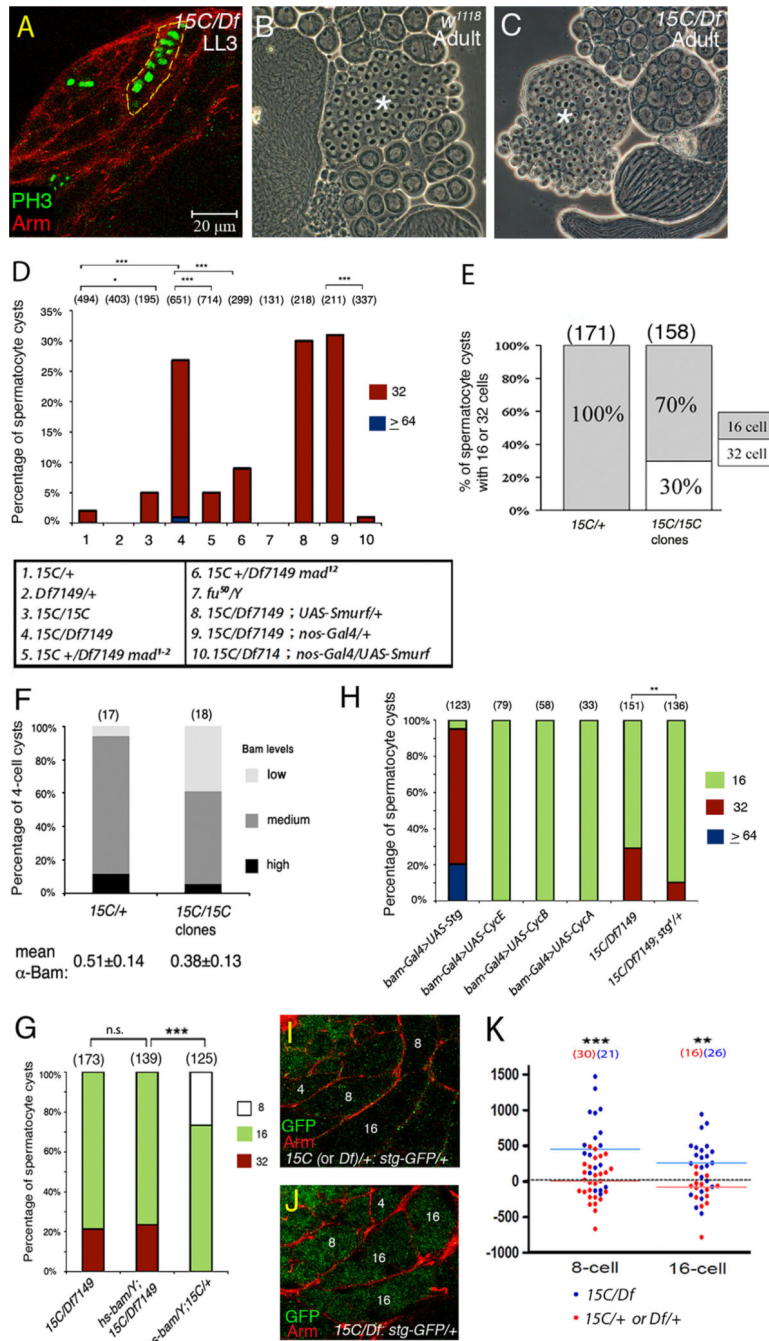 A
15C/Df
LL3
PH3
Arm
20 μm
B
w1118
Adult
*
C
15C/Df
Adult
*
D
*** ***
* *** ***
(494) (403) (195) (651) (714) (299) (131) (218) (211) (337)
Percentage of spermatocyte cysts
35%
30%
25%
20%
15%
10%
5%
0%
1 2 3 4 5 6 7 8 9 10
32
≥ 64
1. 15C/+
2. Df7149/+
3. 15C/15C
4. 15C/Df7149
5. 15C +/Df7149 mad1-2
6. 15C +/Df7149 mad12
7. fu50/Y
8. 15C/Df7149 ; UAS-Smurf/+
9. 15C/Df7149 ; nos-Gal4/+
10. 15C/Df714 ; nos-Gal4/UAS-Smurf
E
(171) (158)
% of spermatocyte cysts
with 16 or 32 cells
100%
80%
60%
40%
20%
0%
100%
70%
30%
16 cell
32 cell
15C/+ 15C/15C
clones
F
(17) (18)
Percentage of 4-cell cysts
100%
80%
60%
40%
20%
0%
Bam levels
low
medium
high
15C/+ 15C/15C
clones
mean
α-Bam:
0.51±0.14 0.38±0.13
H
**
(123) (79) (58) (33) (151) (136)
Percentage of spermatocyte cysts
100%
80%
60%
40%
20%
0%
16
32
≥ 64
bam-Gal4>UAS-Stg
bam-Gal4>UAS-CycE
bam-Gal4>UAS-CycB
bam-Gal4>UAS-CycA
15C/Df7149
15C/Df7149; stg4/+
G
n.s. ***
(173) (139) (125)
Percentage of spermatocyte cysts
100%
80%
60%
40%
20%
0%
8
16
32
15C/Df7149
hs-bam/Y;
15C/Df7149
hs-bam/Y;15C/+
I
8
4
8
16
GFP
Arm
15C (or Df)/+: stg-GFP/+
J
4
16
8
16
16
GFP
Arm
15C/Df: stg-GFP/+
K
*** **
(30)(21) (16)(26)
1500
1000
500
0
-500
-1000
8-cell 16-cell
15C/Df
15C/+ or Df/+